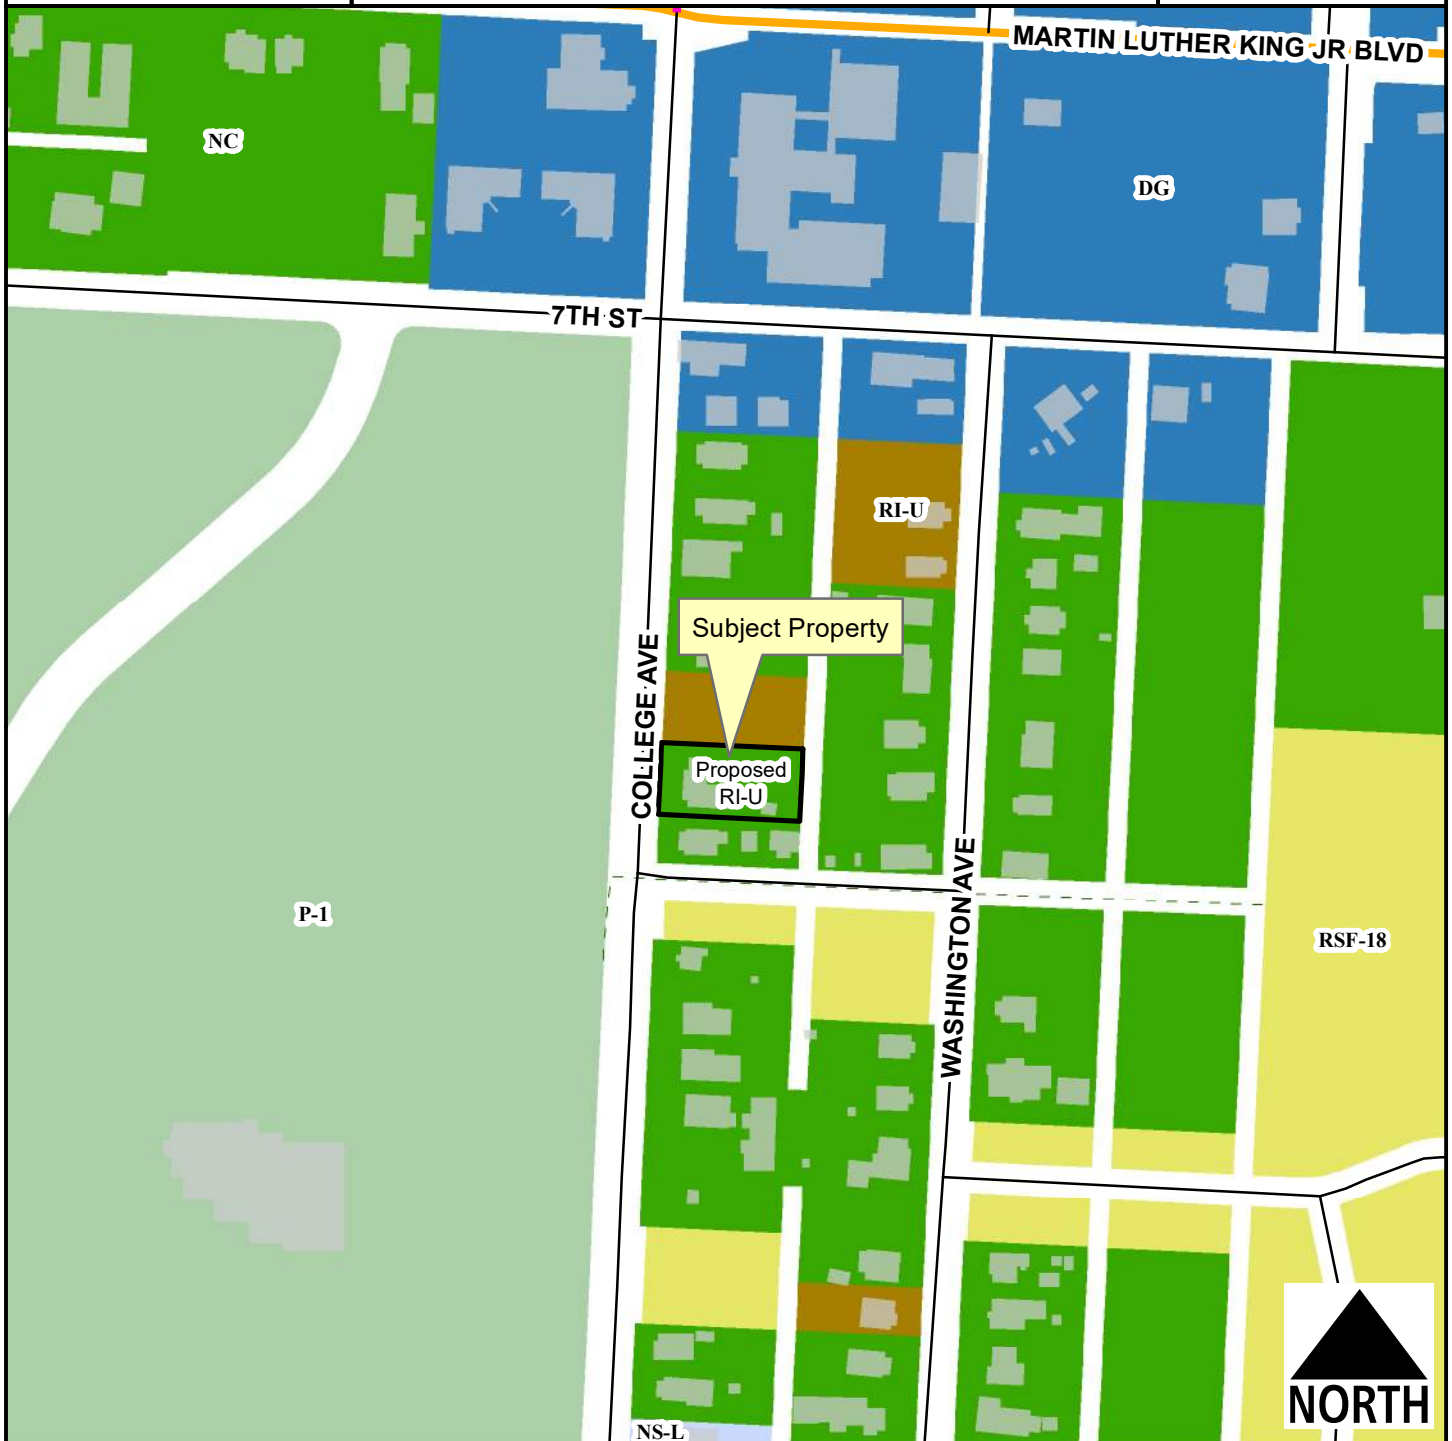 MARTIN LUTHER KING JR BLVD
NC
DG
7TH ST
RI-U
Subject Property
COLLEGE AVE
Proposed
RI-U
WASHINGTON AVE
P-1
RSF-18
NORTH
NS-L